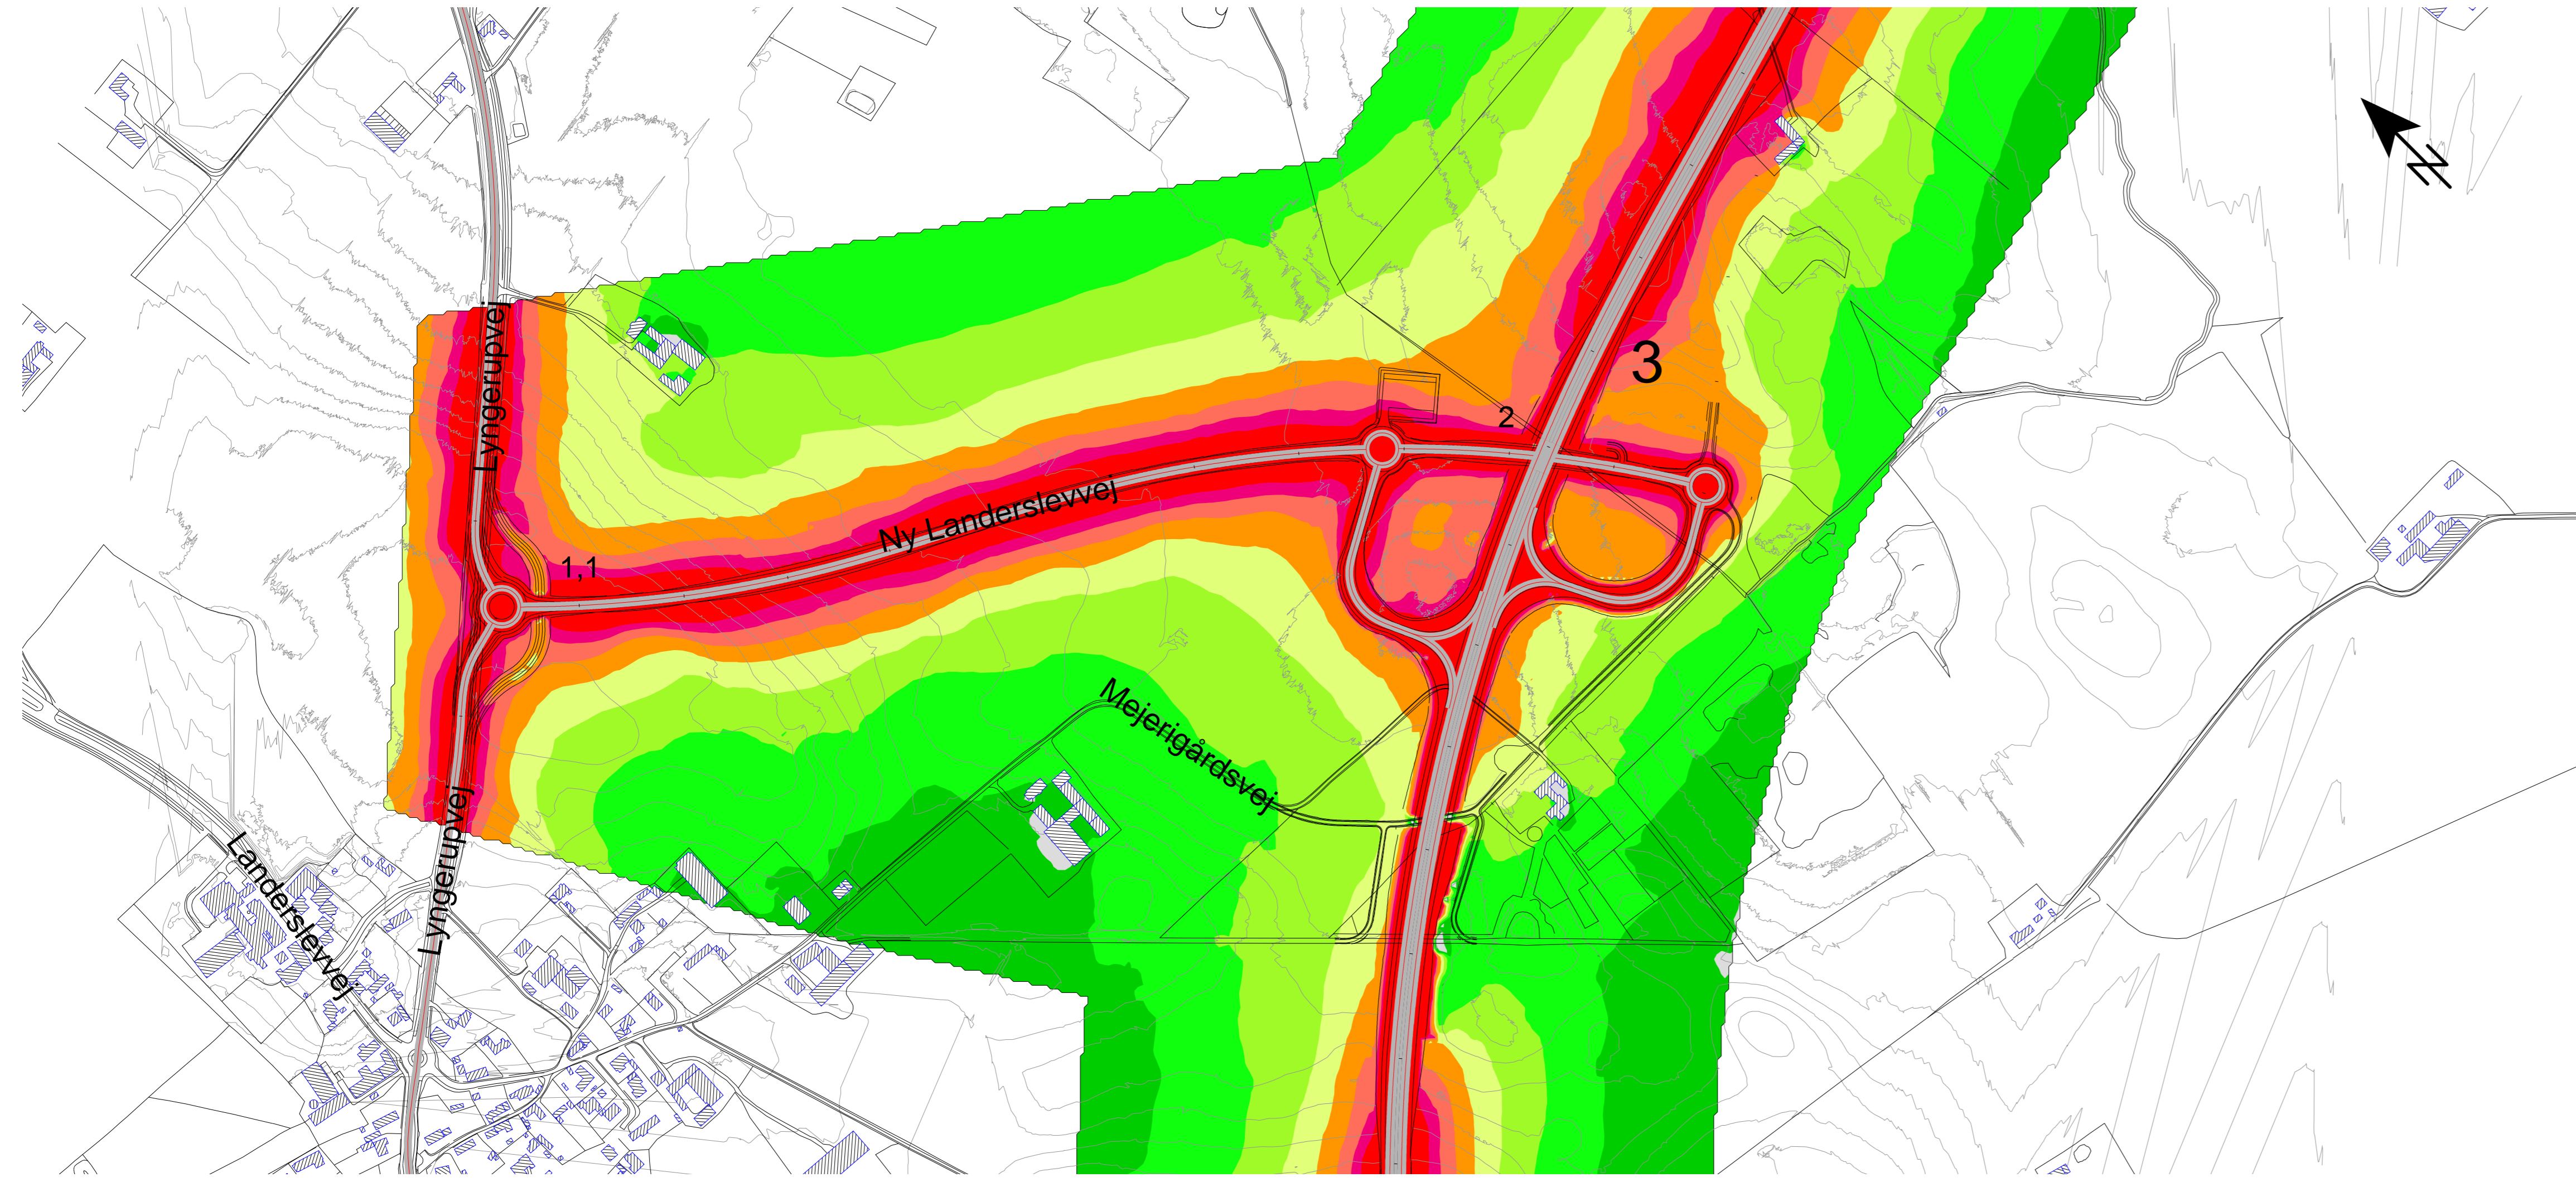 Lyngerupvej
3
2
Ny Landerslevvej
1,1
Mejerigårdsvej
Lyngerupvej
Landerslevvej
N